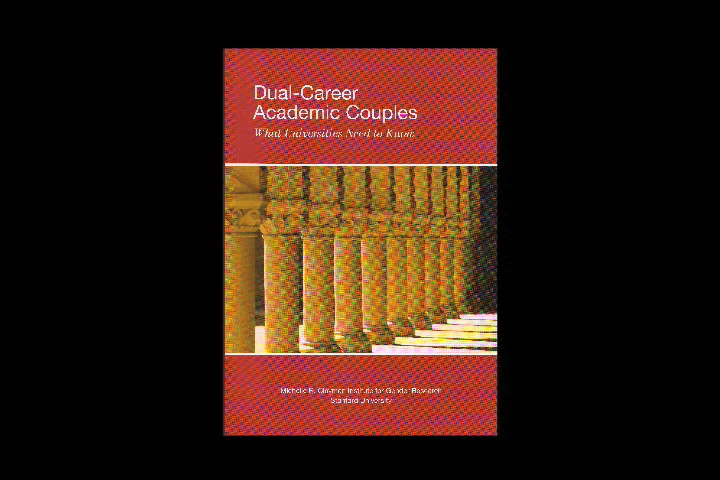 Dual-Career
Academic Couples
What Universities Need to Know
Michelle R. Clayman Institute for Gender Research
Stanford University